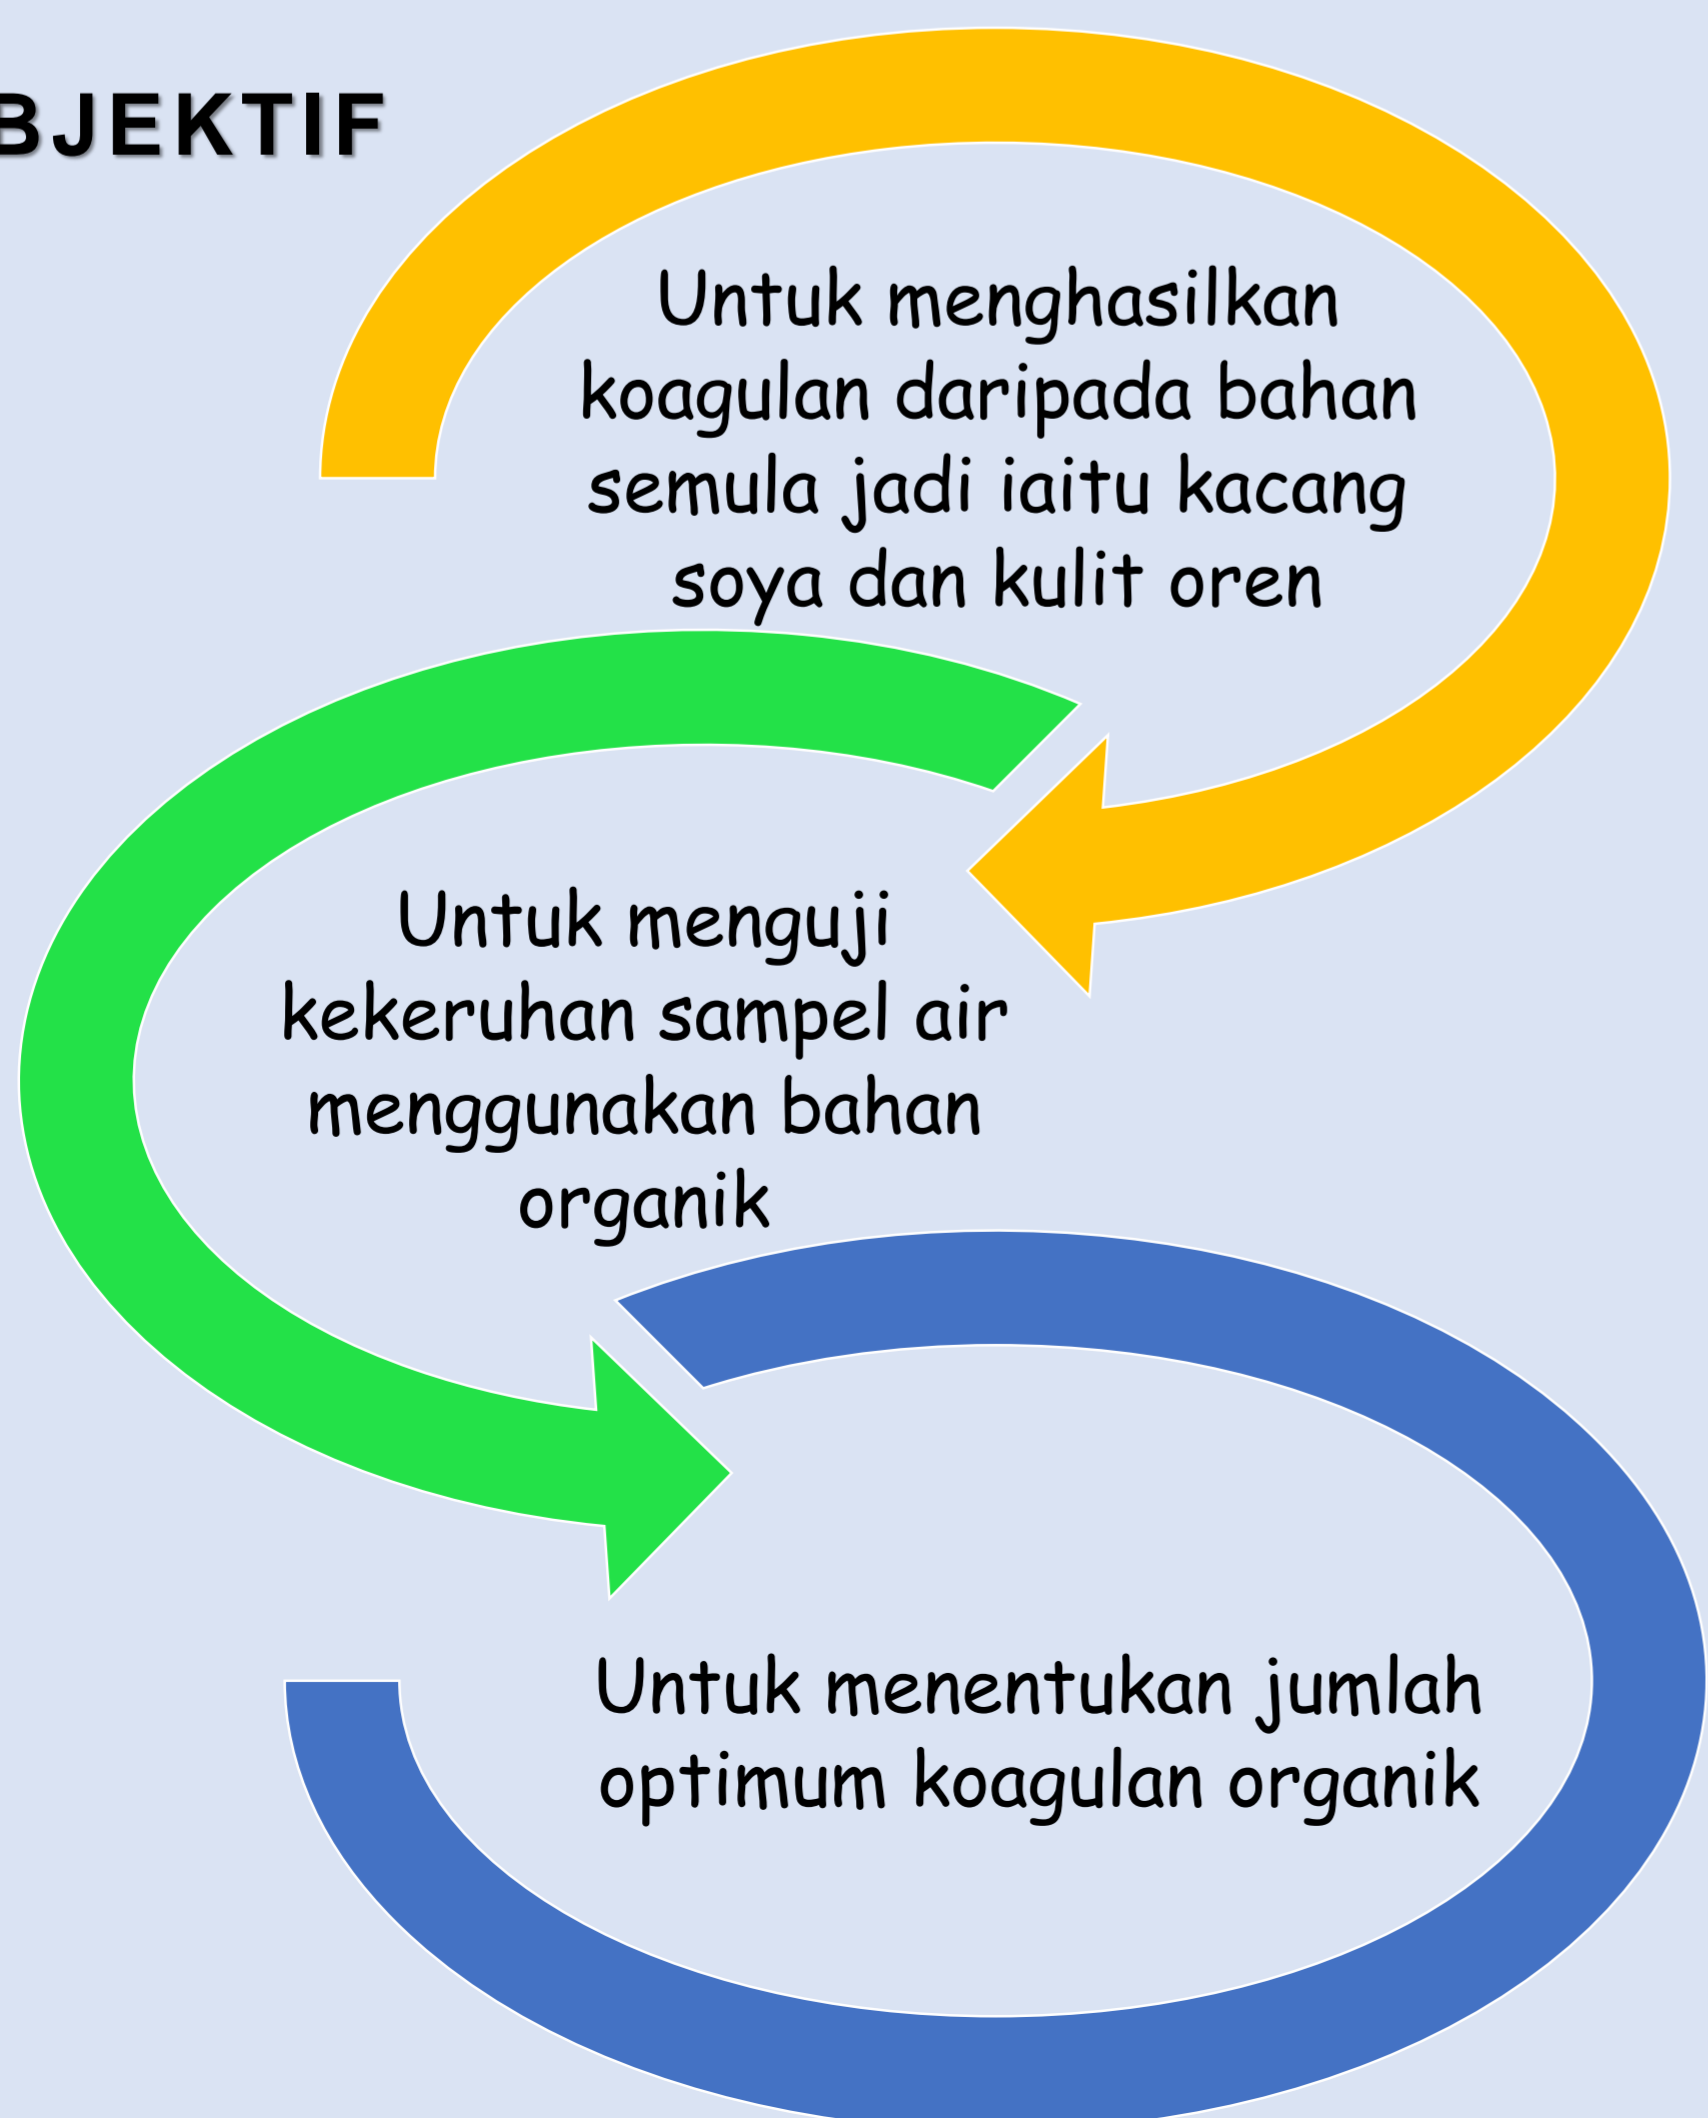 BJEKTIF
Untuk menghasilkan
koagulan daripada bahan
semula jadi iaitu kacang
soya dan kulit oren
Untuk menguji
kekeruhan sampel air
menggunakan bahan
organik
Untuk menentukan jumlah
optimum koagulan organik